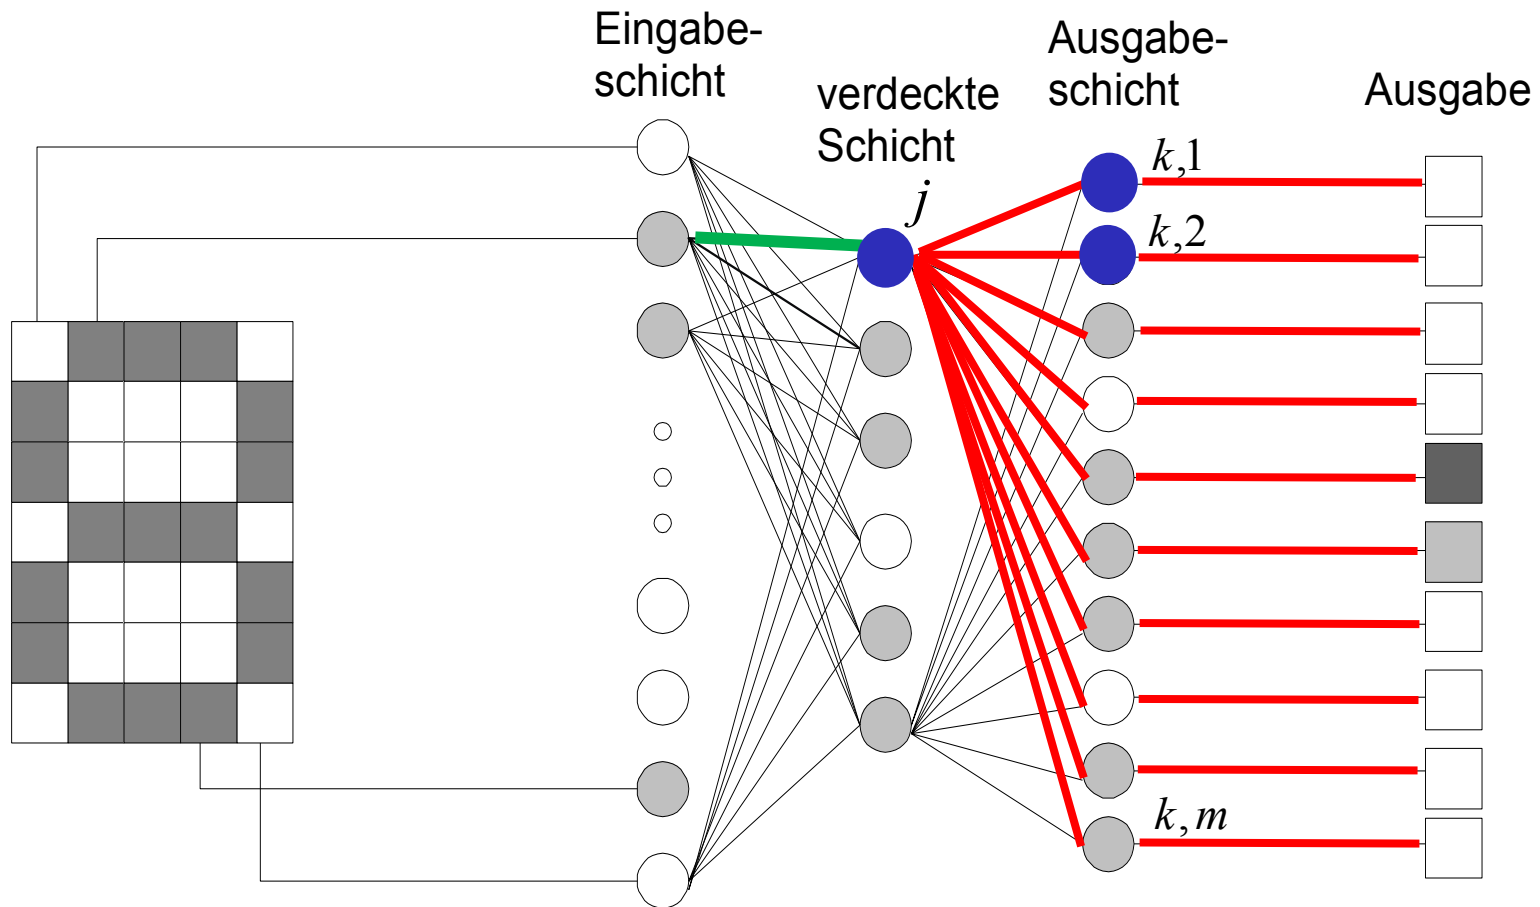 Eingabe-
schicht
verdeckte
Schicht
j
Ausgabe-
schicht
Ausgabe
k,1
k,2
k,m